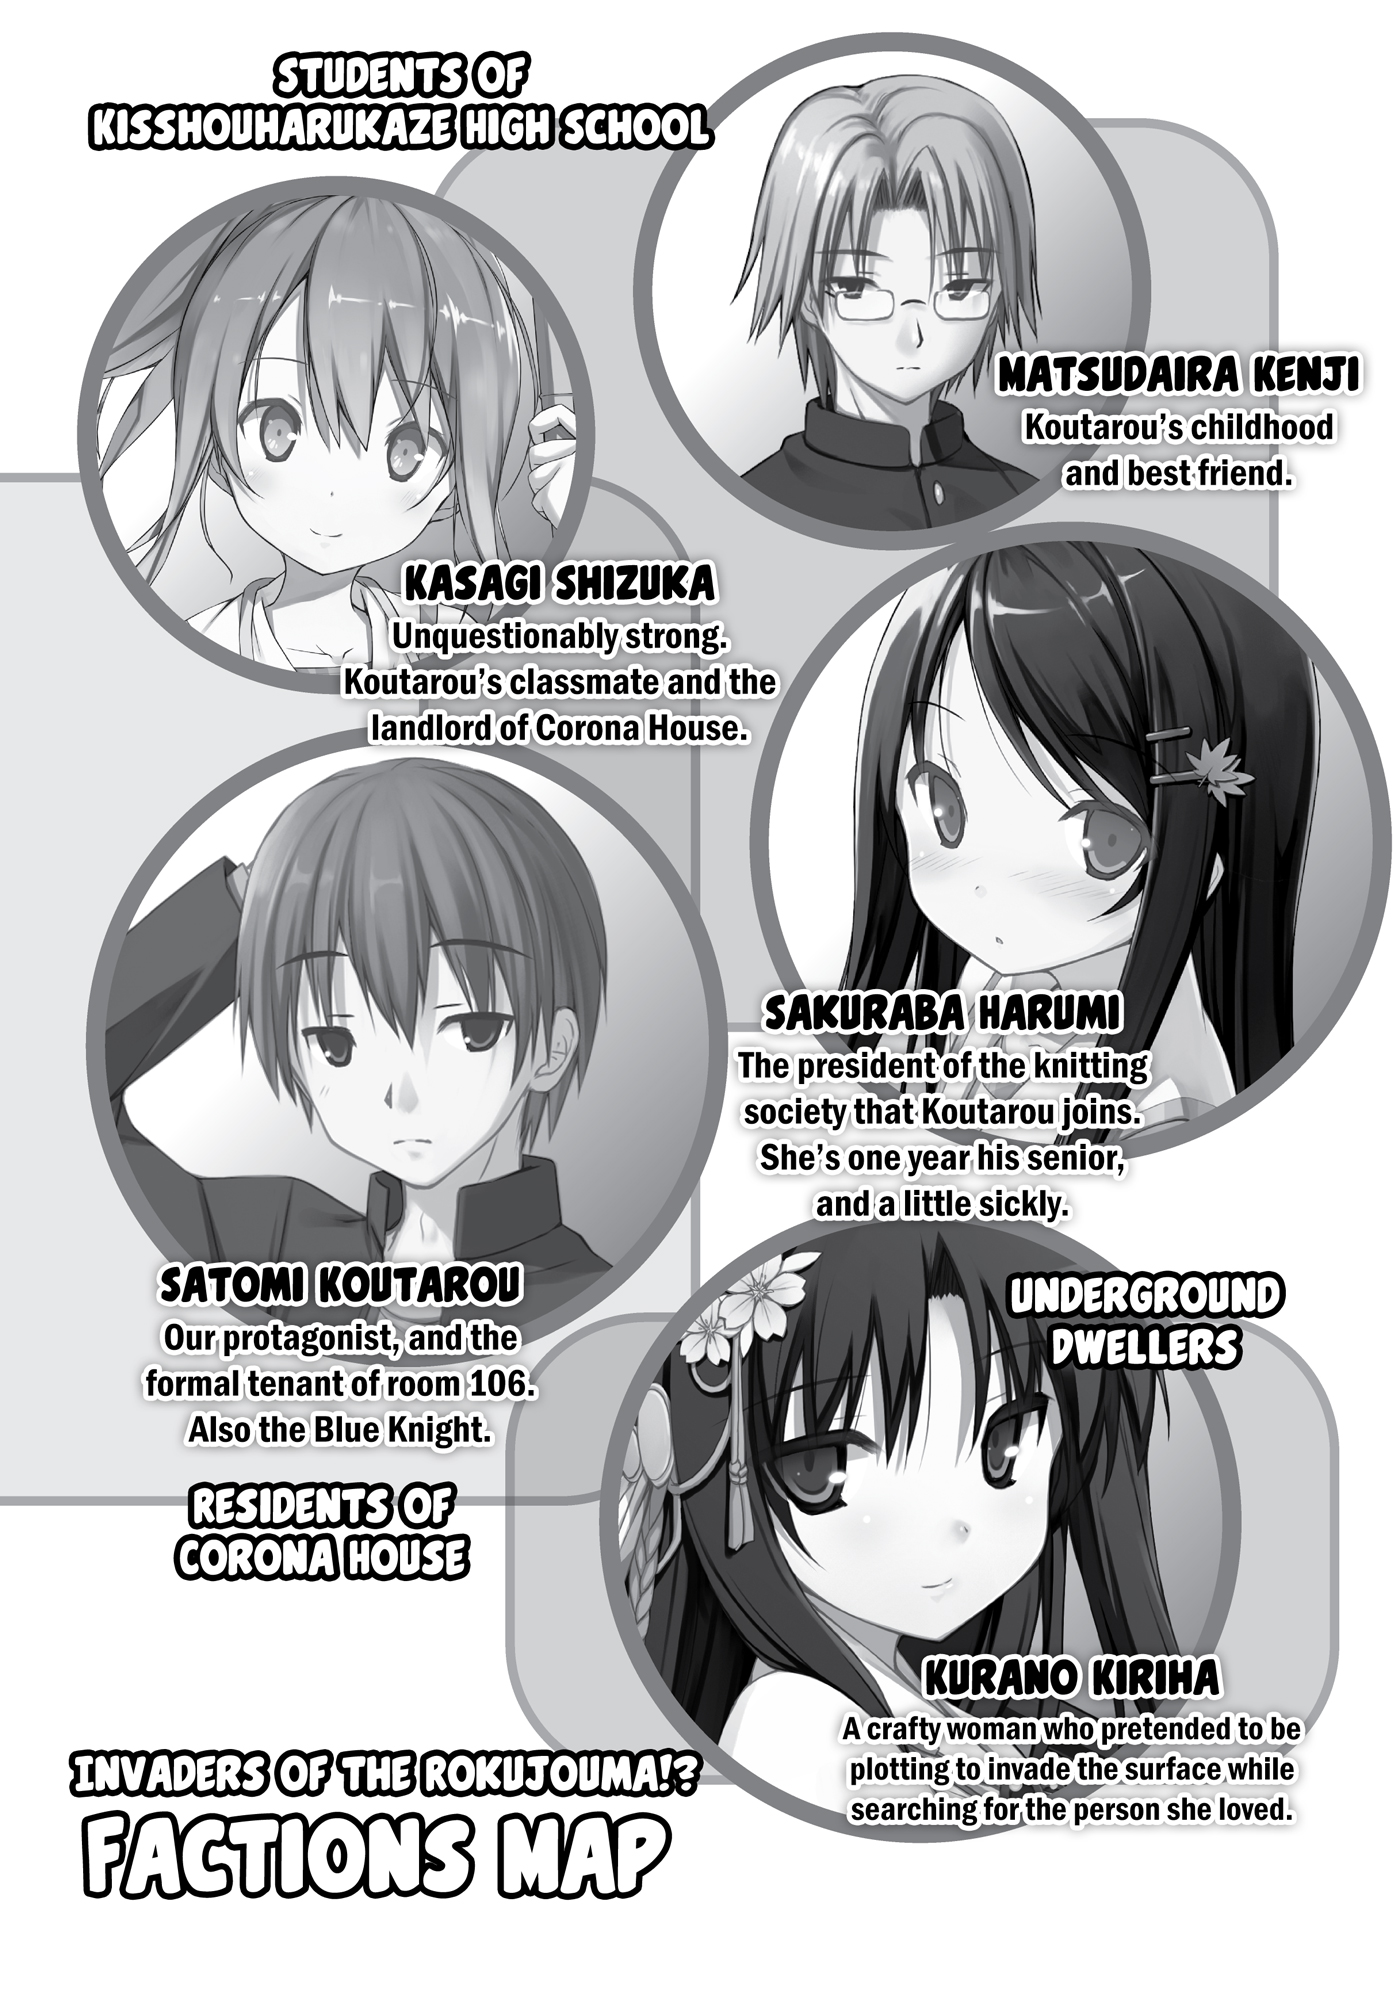 STUDENTS OF
KISSHOUHARUKAZE HIGH SCHOOL
MATSUDAIRA KENJI
Koutarou's childhood
and best friend.
KASAGI SHIZUKA
Unquestionably strong.
Koutarou's classmate and the
landlord of Corona House.
SAKURABA HARUMI
The president of the knitting
society that Koutarou joins.
She's one year his senior,
and a little sickly.
SATOMI KOUTAROU
Our protagonist, and the
formal tenant of room 106.
Also the Blue Knight.
RESIDENTS OF
CORONA HOUSE
UNDERGROUND
DWELLERS
KURANO KIRIHA
A crafty woman who pretended to be
plotting to invade the surface while
searching for the person she loved.
INVADERS OF THE ROKUJOUMA!?
FACTIONS MAP